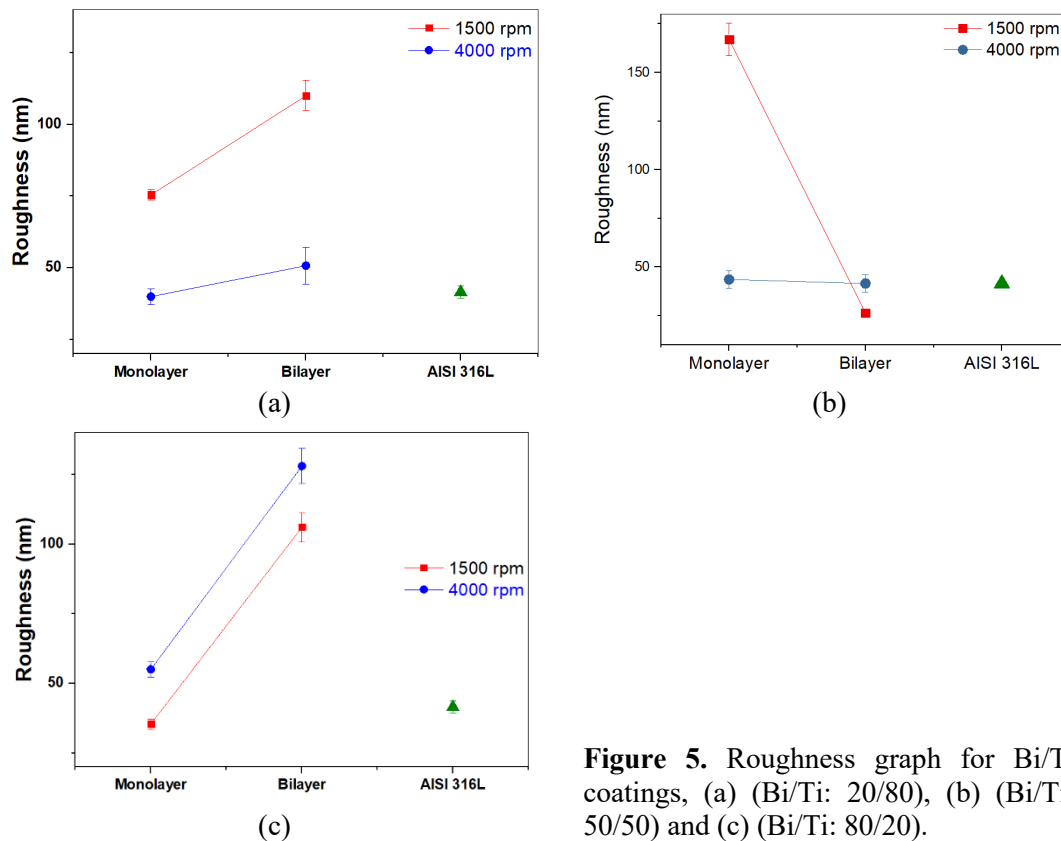 1500 rpm
4000 rpm
100
50
Roughness (nm)
Monolayer Bilayer AISI 316L
(a)
1500 rpm
4000 rpm
150
100
50
Roughness (nm)
Monolayer Bilayer AISI 316L
(b)
100
50
Roughness (nm)
1500 rpm
4000 rpm
Monolayer Bilayer AISI 316L
(c)
Figure 5. Roughness graph for Bi/T
coatings, (a) (Bi/Ti: 20/80), (b) (Bi/Ti
50/50) and (c) (Bi/Ti: 80/20).